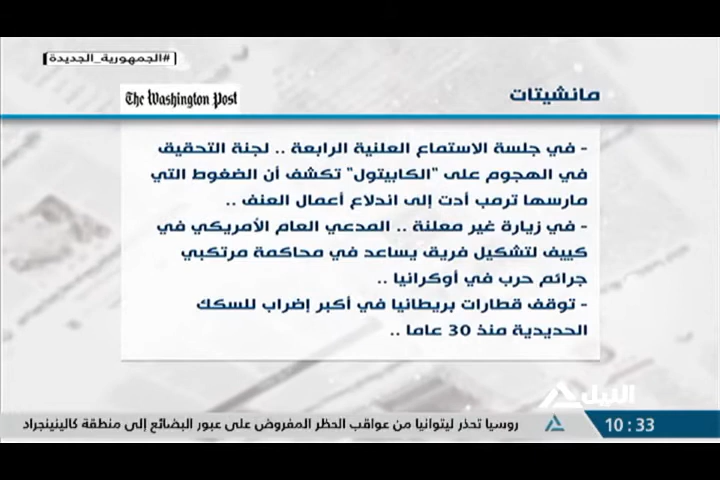 #الجمهورية_الجديدة
The Washington Post
مانشيتات
- في جلسة الاستماع العلنية الرابعة .. لجنة التحقيق
في الهجوم على "الكابيتول" تكشف أن الضغوط التي
مارسها ترمب أدت إلى اندلاع أعمال العنف ..
- في زيارة غير معلنة .. المدعي العام الأمريكي في
كييف لتشكيل فريق يساعد في محاكمة مرتكبي
جرائم حرب في أوكرانيا ..
- توقف قطارات بريطانيا في أكبر إضراب للسكك
الحديدية منذ 30 عاما ..
النيل
روسيا تحذر ليتوانيا من عواقب الحظر المفروض على عبور البضائع إلى منطقة كالينينجراد
10:33